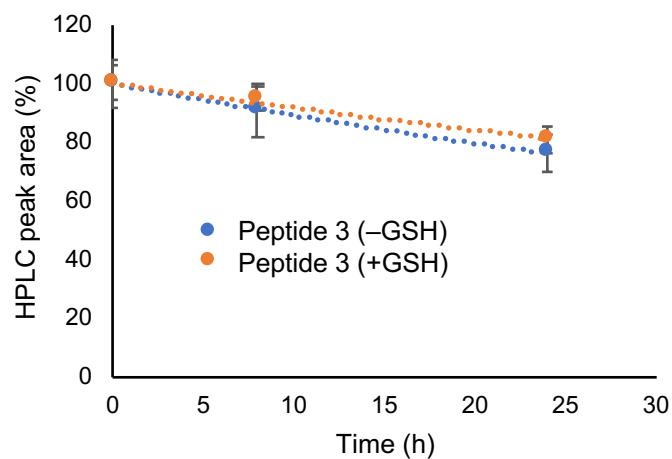 120
100
80
60
40
20
0
HPLC peak area (%)
Peptide 3 (–GSH)
Peptide 3 (+GSH)
0 5 10 15 20 25 30
Time (h)